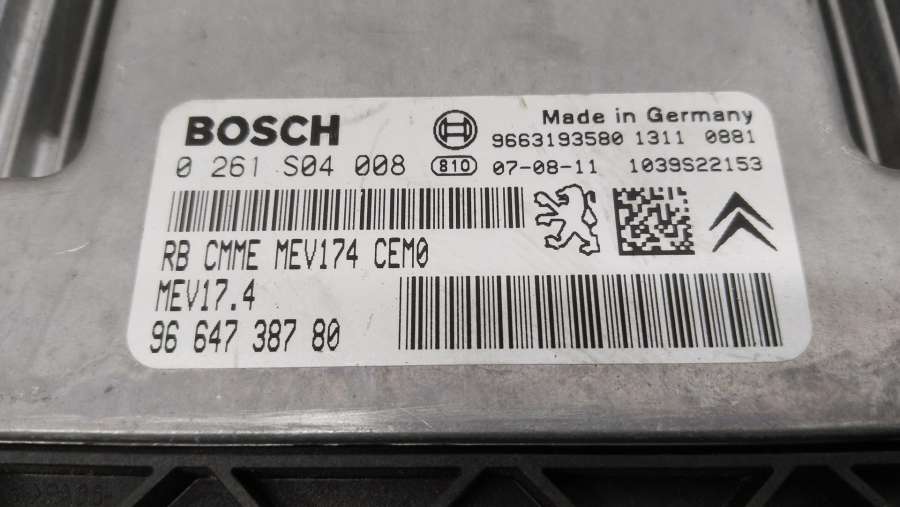 BOSCH
Made in Germany
9663193580 1311 0881
0 261 S04 008 810 07-08-11 1039S22153
RB CMME MEV174 CEM0
MEV17.4
96 647 387 80